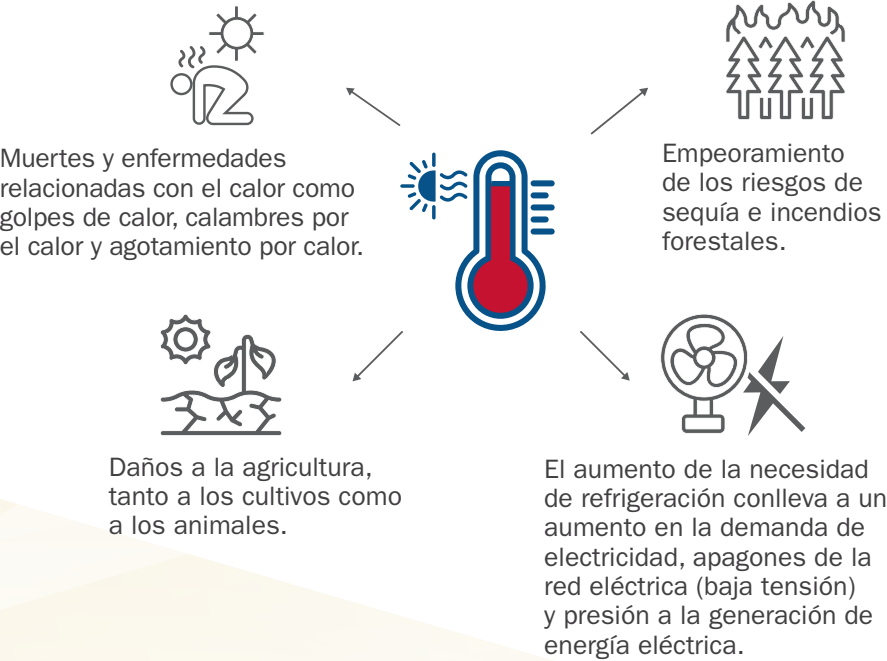 Muertes y enfermedades
relacionadas con el calor como
golpes de calor, calambres por
el calor y agotamiento por calor.
Empeoramiento
de los riesgos de
sequía e incendios
forestales.
Daños a la agricultura,
tanto a los cultivos como
a los animales.
El aumento de la necesidad
de refrigeración conlleva a un
aumento en la demanda de
electricidad, apagones de la
red eléctrica (baja tensión)
y presión a la generación de
energía eléctrica.